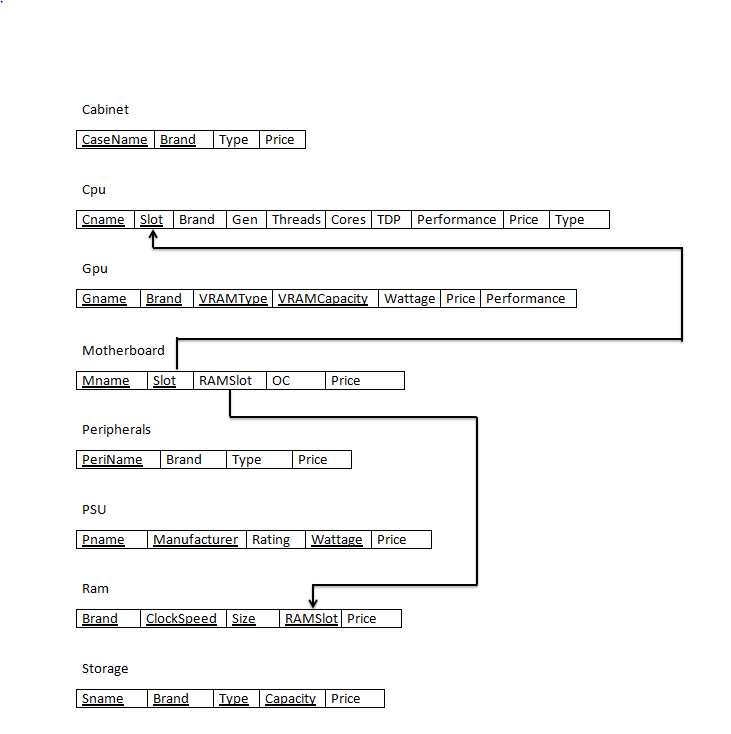 Cabinet
CaseName Brand Type Price
Cpu
Cname Slot Brand Gen Threads Cores TDP Performance Price Type
Gpu
Gname Brand VRAMType VRAMCapacity Wattage Price Performance
Motherboard
Mname Slot RAMSlot OC Price
Peripherals
PeriName Brand Type Price
PSU
Pname Manufacturer Rating Wattage Price
Ram
Brand ClockSpeed Size RAMSlot Price
Storage
Sname Brand Type Capacity Price